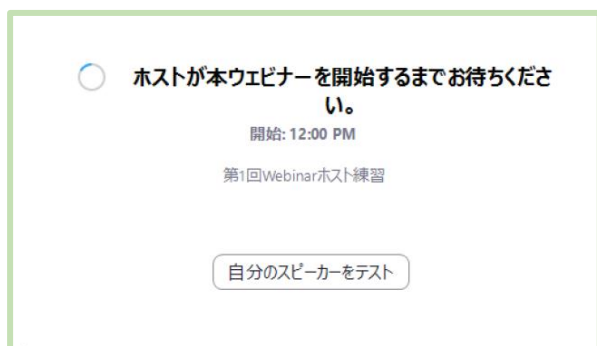 ホストが本ウェビナーを開始するまでお待ちくださ
い。
開始: 12:00 PM
第1回Webinarホスト練習
自分のスピーカーをテスト